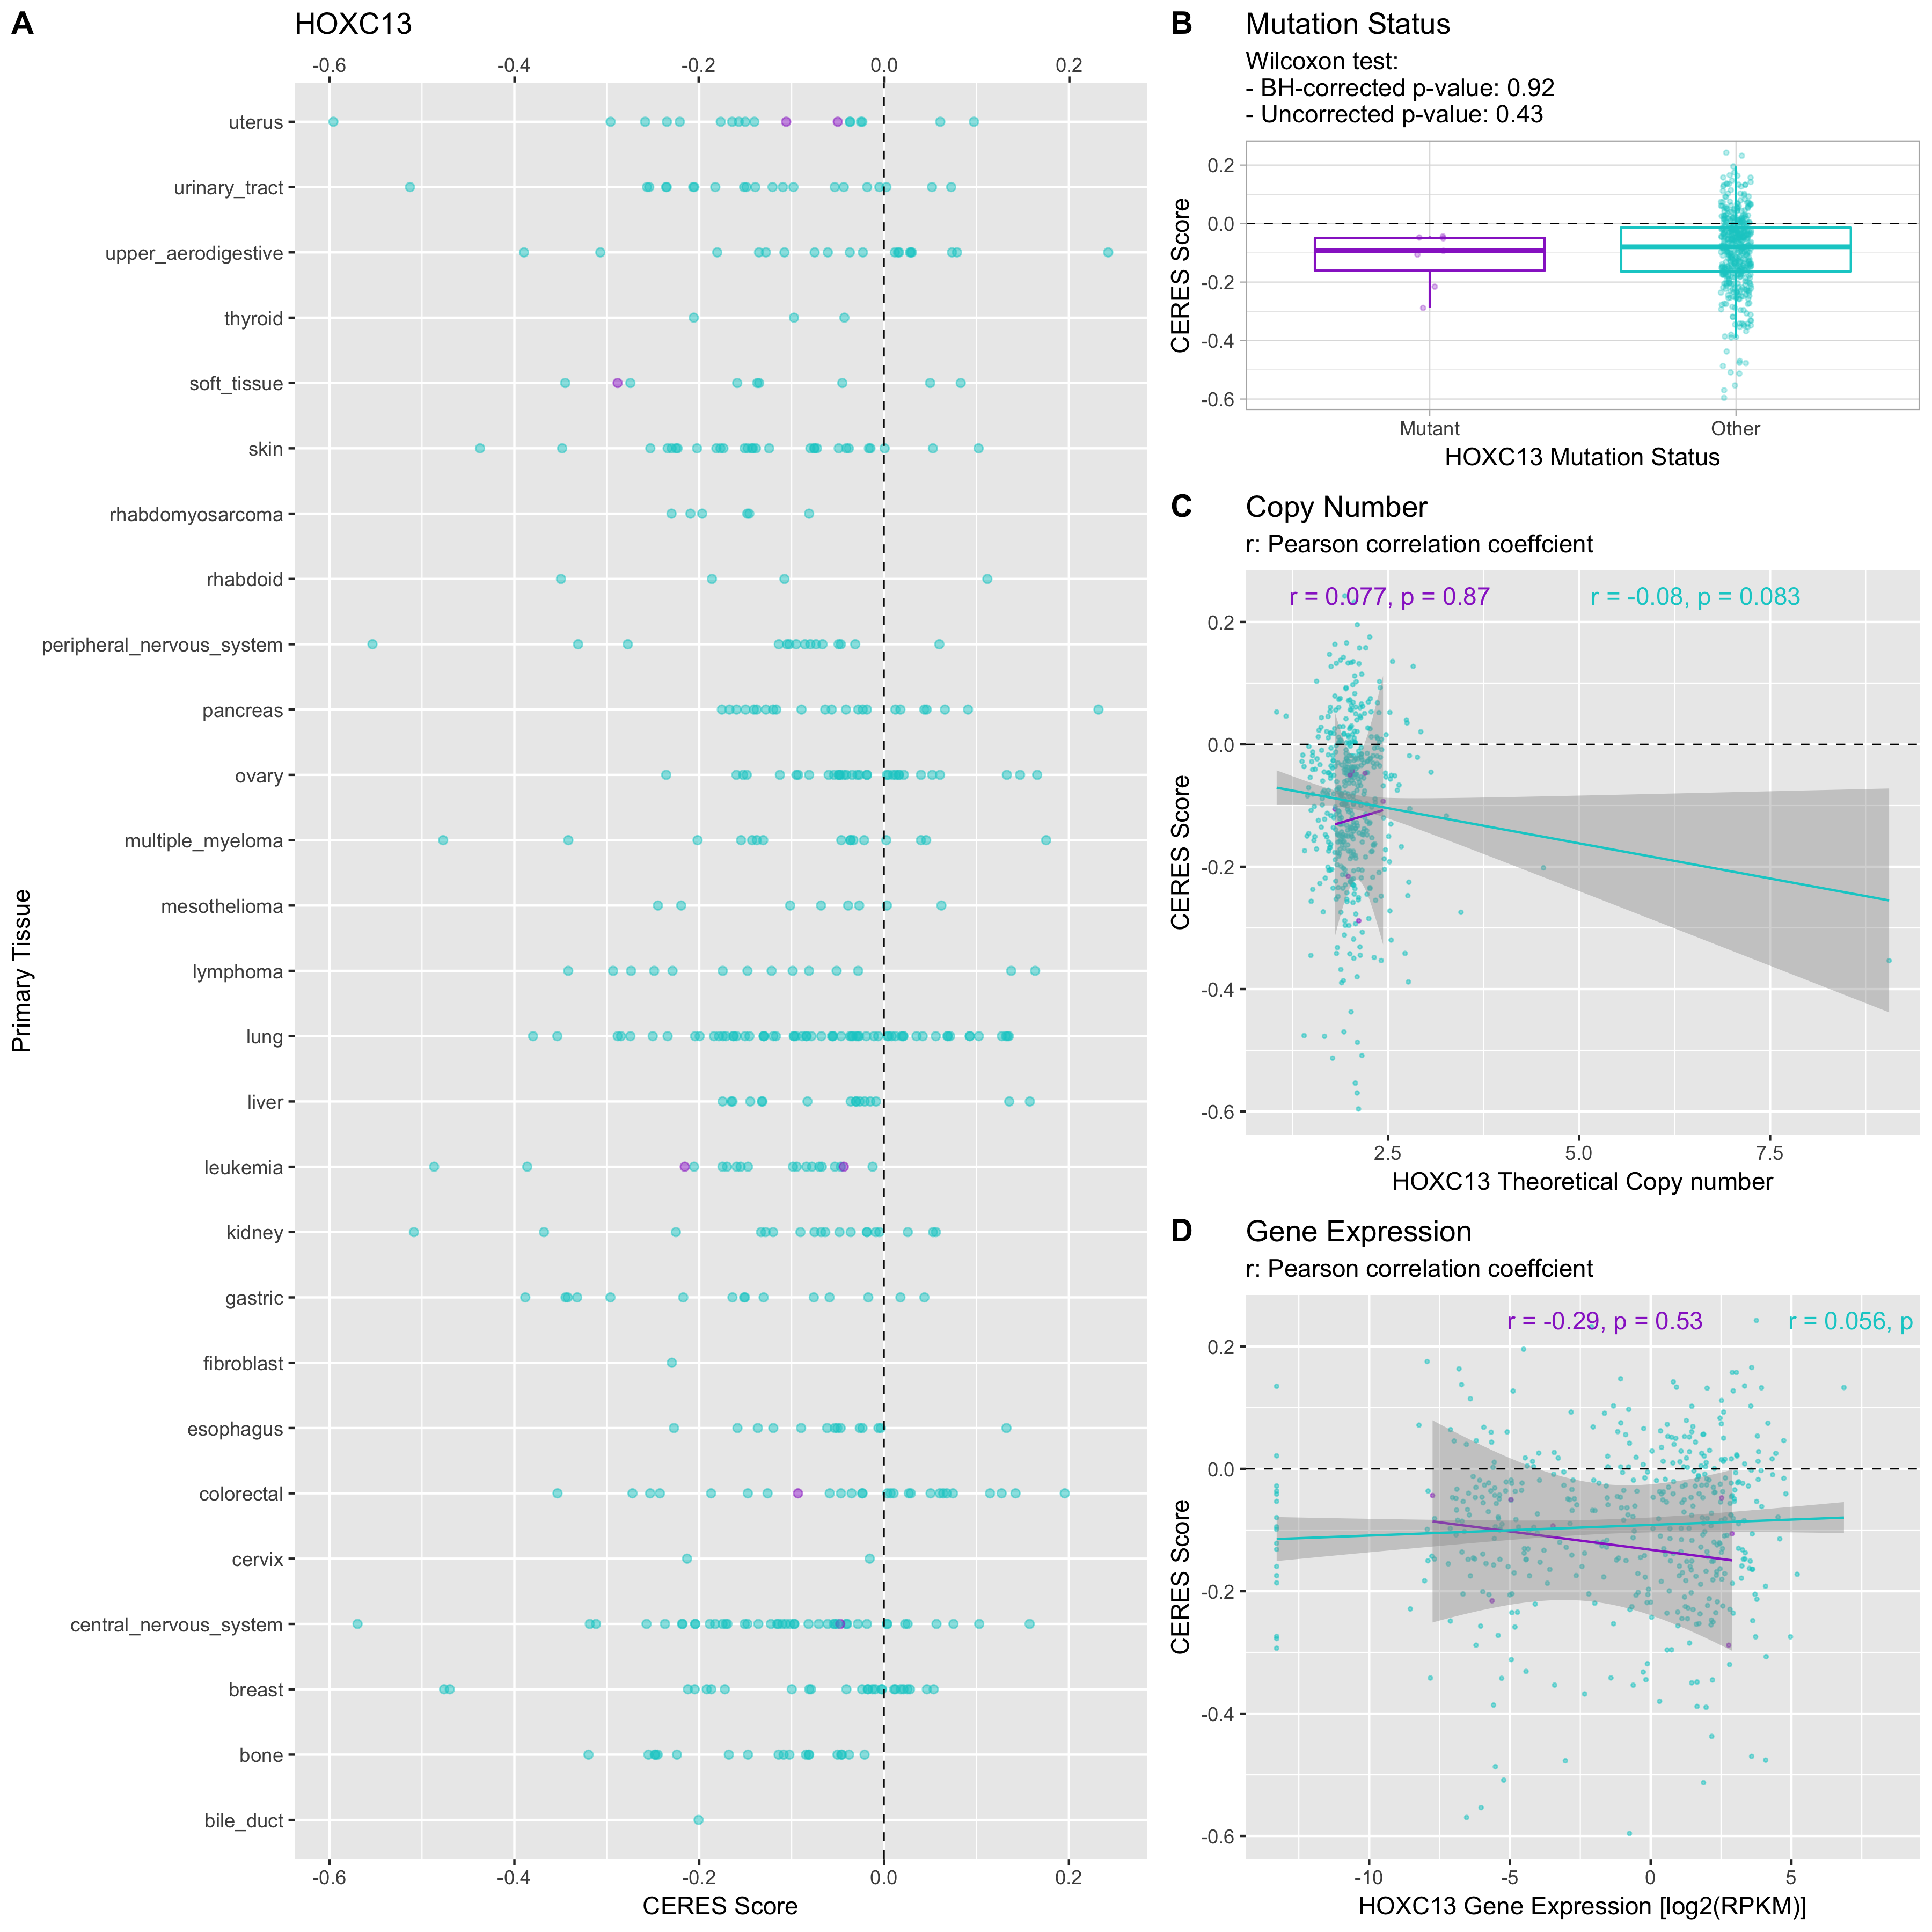 A
HOXC13
-0.6 -0.4 -0.2 0.0 0.2
Primary Tissue
uterus
urinary_tract
upper_aerodigestive
thyroid
soft_tissue
skin
rhabdomyosarcoma
rhabdoid
peripheral_nervous_system
pancreas
ovary
multiple_myeloma
mesothelioma
lymphoma
lung
liver
leukemia
kidney
gastric
fibroblast
esophagus
colorectal
cervix
central_nervous_system
breast
bone
bile_duct
-0.6 -0.4 -0.2 0.0 0.2
CERES Score
B
Mutation Status
Wilcoxon test:
- BH-corrected p-value: 0.92
- Uncorrected p-value: 0.43
CERES Score
0.2
0.0
-0.2
-0.4
-0.6
Mutant Other
HOXC13 Mutation Status
C
Copy Number
r: Pearson correlation coeffcient
r = 0.077, p = 0.87 r = -0.08, p = 0.083
CERES Score
0.2
0.0
-0.2
-0.4
-0.6
2.5 5.0 7.5
HOXC13 Theoretical Copy number
D
Gene Expression
r: Pearson correlation coeffcient
r = -0.29, p = 0.53 r = 0.056, p
CERES Score
0.2
0.0
-0.2
-0.4
-0.6
-10 -5 0 5
HOXC13 Gene Expression [log2(RPKM)]